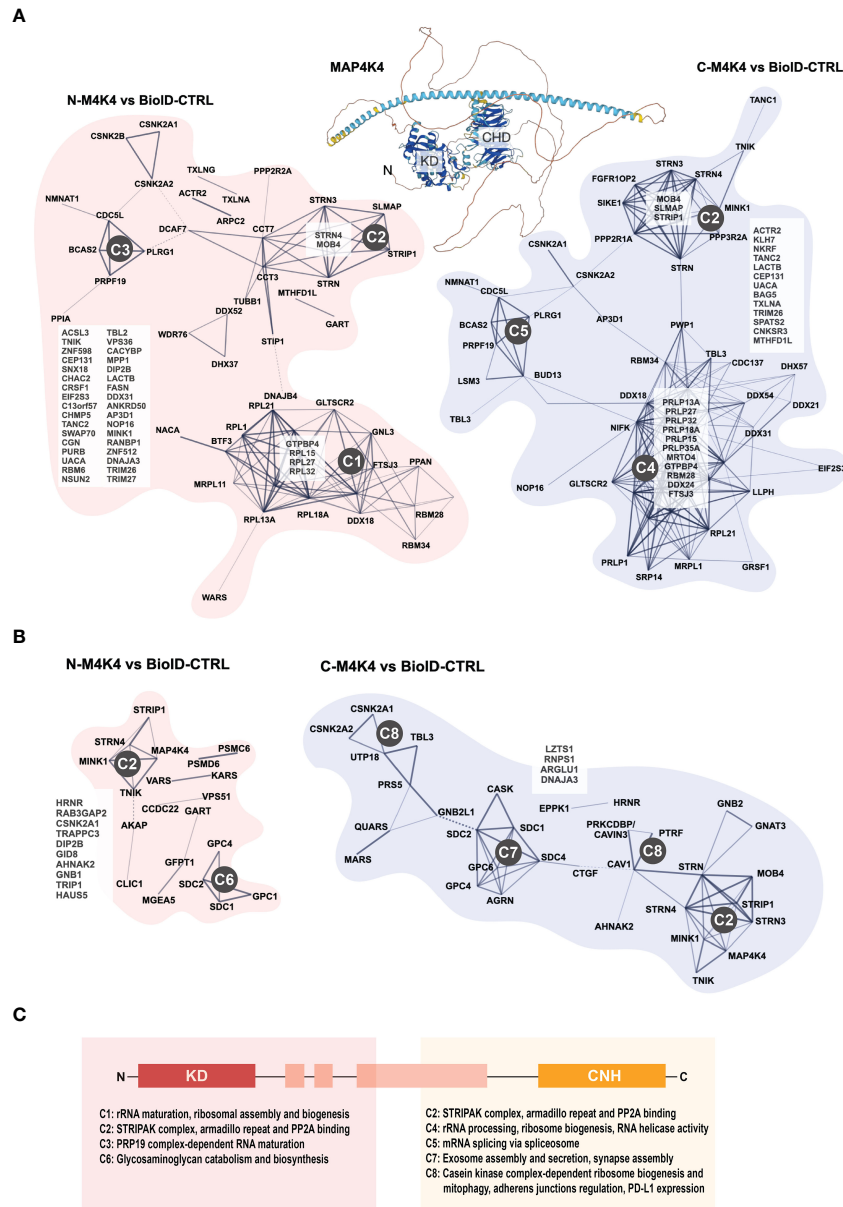 A
MAP4K4
N-M4K4 vs BioID-CTRL
C-M4K4 vs BioID-CTRL
N
KD
CHD
CSNK2B
CSNK2A1
CSNK2A2
TXLNG
PPP2R2A
NMNAT1
ACTR2
TXLNA
STRN3
SLMAP
CDC5L
ARPC2
DCAF7
CCT7
STRN4
MOB4
C2
BCAS2
C3
PLRG1
STRIP1
CCT3
STRN
PRPF19
TUBB1
MTHFD1L
DDX52
PPIA
WDR76
GART
STIP1
DHX37
ACSL3
TNIK
ZNF598
CEP131
SNX18
CHAC2
CRSF1
EIF2S3
C13orf57
CHMP5
TANC2
SWAP70
CGN
PURB
UACA
RBM6
NSUN2
TBL2
VPS36
CACYBP
MPP1
DIP2B
LACTB
FASN
DDX31
ANKRD50
AP3D1
NOP16
MINK1
RANBP1
ZNF512
DNAJA3
TRIM26
TRIM27
DNAJB4
RPL21
GLTSCR2
NACA
RPL1
GNL3
BTF3
GTPBP4
RPL15
RPL27
RPL32
C1
FTSJ3
PPAN
MRPL11
RPL13A
RPL18A
DDX18
RBM28
RBM34
WARS
TANC1
TNIK
STRN3
STRN4
FGFR1OP2
SIKE1
MOB4
SLMAP
STRIP1
C2
MINK1
PPP2R1A
PPP3R2A
STRN
CSNK2A1
CSNK2A2
NMNAT1
CDC5L
PLRG1
BCAS2
C5
PRPF19
AP3D1
LSM3
BUD13
TBL3
ACTR2
KLH7
NKRF
TANC2
LACTB
CEP131
UACA
BAG5
TXLNA
TRIM26
SPATS2
CNKSR3
MTHFD1L
PWP1
RBM34
TBL3
CDC137
DHX57
DDX18
DDX54
DDX21
NIFK
PRLP13A
PRLP27
PRLP32
PRLP18A
PRLP15
PRLP35A
MRTO4
GTPBP4
RBM28
DDX24
FTSJ3
DDX31
C4
EIF2S3
GLTSCR2
NOP16
LLPH
RPL21
PRLP1
SRP14
MRPL1
GRSF1
B
N-M4K4 vs BioID-CTRL
C-M4K4 vs BioID-CTRL
STRIP1
STRN4
MAP4K4
PSMC6
MINK1
C2
PSMD6
VARS
KARS
TNIK
VPS51
CCDC22
GART
AKAP
GPC4
GFPT1
C6
SDC2
CLIC1
GPC1
MGEA5
SDC1
HRNR
RAB3GAP2
CSNK2A1
TRAPPC3
DIP2B
GID8
AHNAK2
GNB1
TRIP1
HAUS5
CSNK2A1
C8
CSNK2A2
TBL3
UTP18
PRS5
QUARS
GNB2L1
MARS
CASK
SDC2
SDC1
C7
GPC6
SDC4
GPC4
AGRN
LZTS1
RNPS1
ARGLU1
DNAJA3
EPPK1
HRNR
PRKCDBP/
CAVIN3
PTRF
C8
CTGF
CAV1
AHNAK2
GNB2
GNAT3
STRN
MOB4
STRIP1
STRN4
C2
STRN3
MINK1
MAP4K4
TNIK
C
N
KD
CNH
C
C1: rRNA maturation, ribosomal assembly and biogenesis
C2: STRIPAK complex, armadillo repeat and PP2A binding
C3: PRP19 complex-dependent RNA maturation
C6: Glycosaminoglycan catabolism and biosynthesis
C2: STRIPAK complex, armadillo repeat and PP2A binding
C4: rRNA processing, ribosome biogenesis, RNA helicase activity
C5: mRNA splicing via spliceosome
C7: Exosome assembly and secretion, synapse assembly
C8: Casein kinase complex-dependent ribosome biogenesis and
mitophagy, adherens junctions regulation, PD-L1 expression